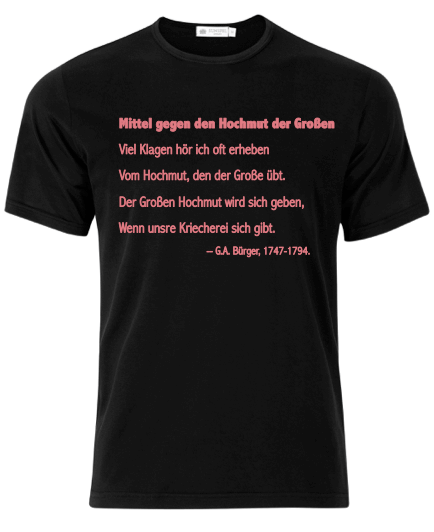 Mittel gegen den Hochmut der Großen
Viel Klagen hör ich oft erheben
Vom Hochmut, den der Große übt.
Der Großen Hochmut wird sich geben,
Wenn unsre Kriecherei sich gibt.
– G.A. Bürger, 1747-1794.